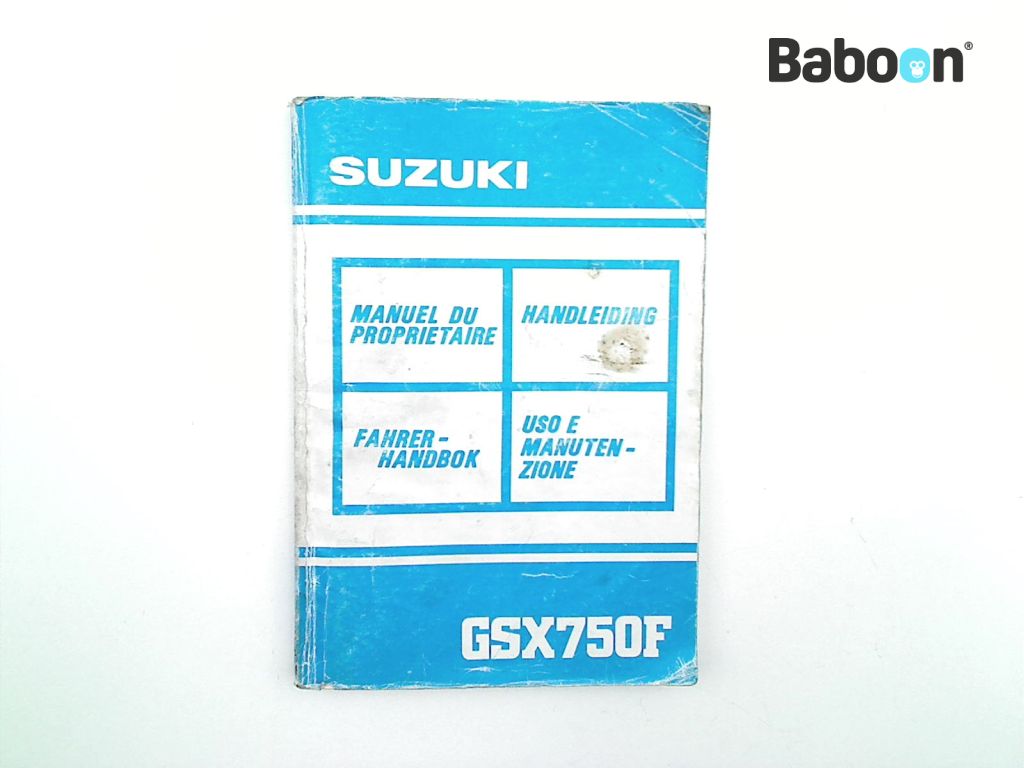 Baboon®
SUZUKI
MANUEL DU
PROPRIETAIRE
HANDLEIDING
FAHRER-
HANDBOK
USO E
MANUTEN-
ZIONE
GSX750F